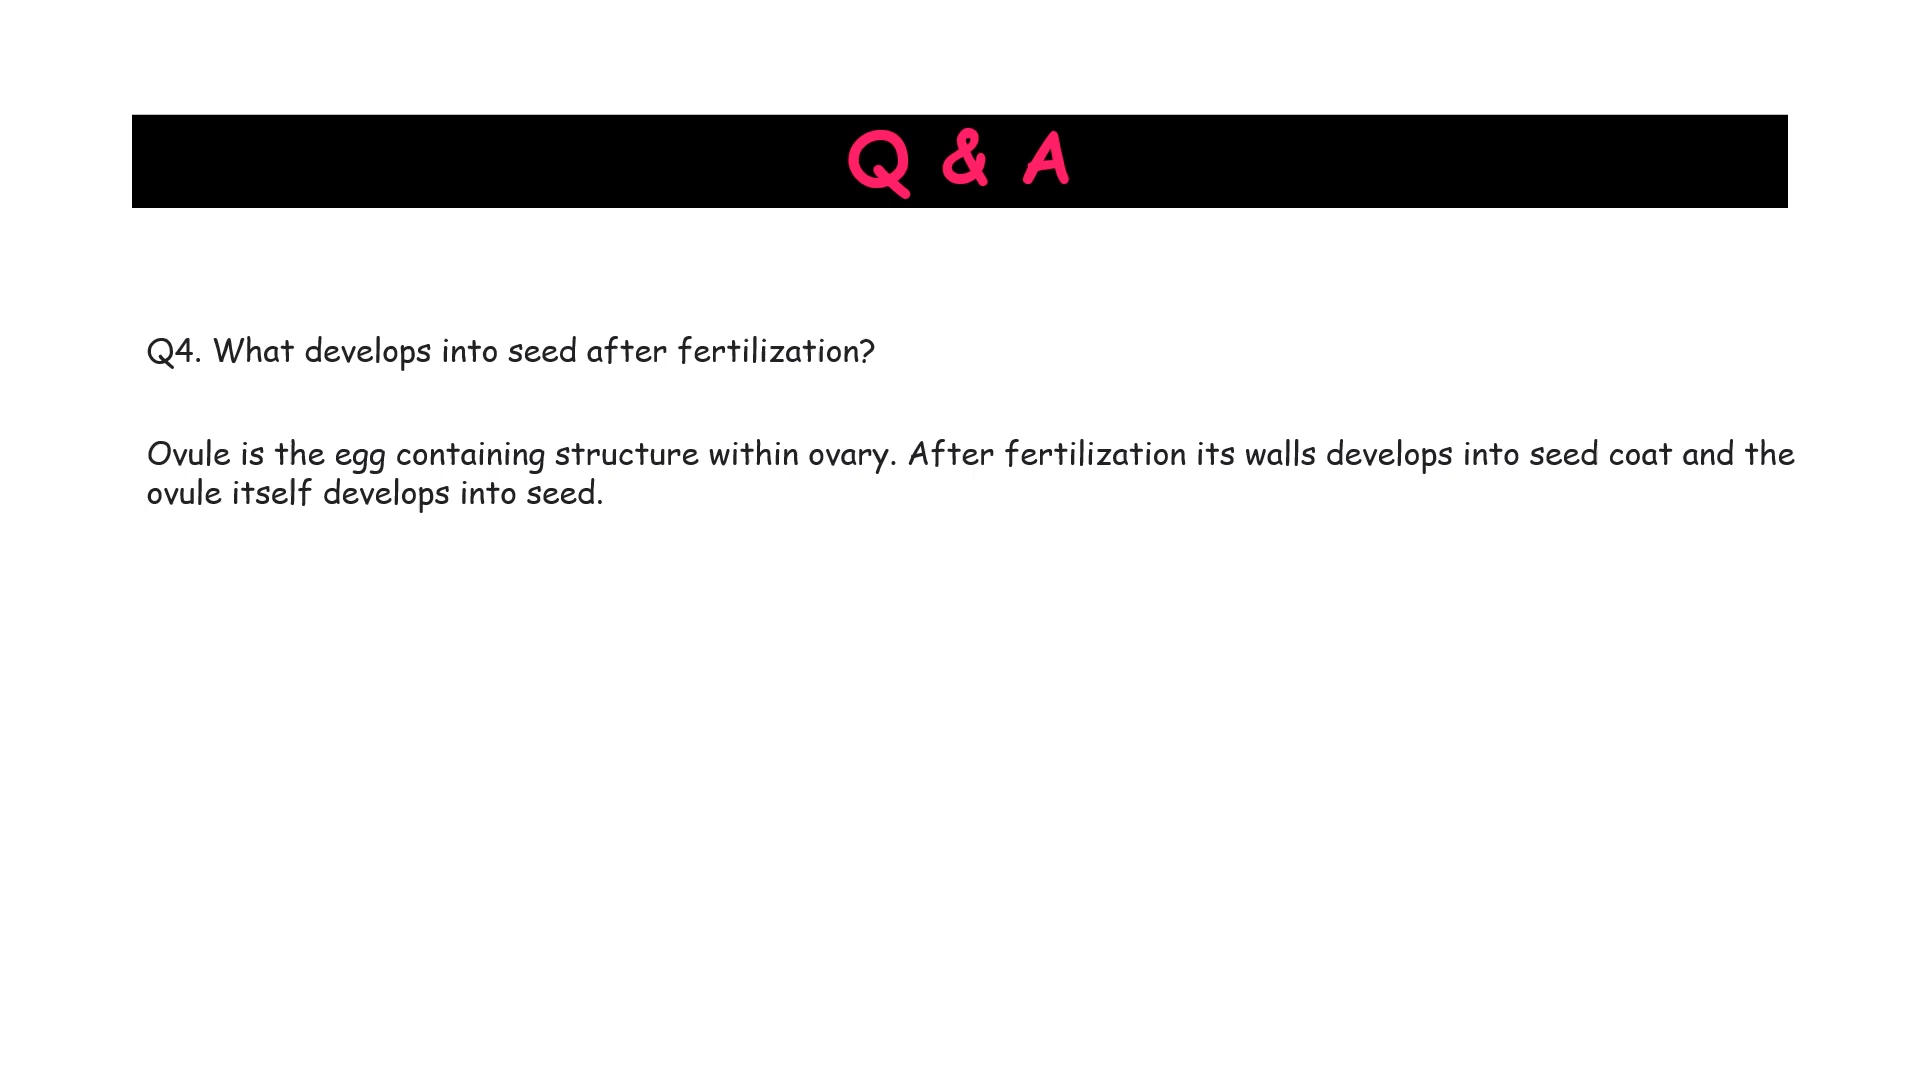 Q & A
Q4. What develops into seed after fertilization?
Ovule is the egg containing structure within ovary. After fertilization its walls develops into seed coat and the
ovule itself develops into seed.